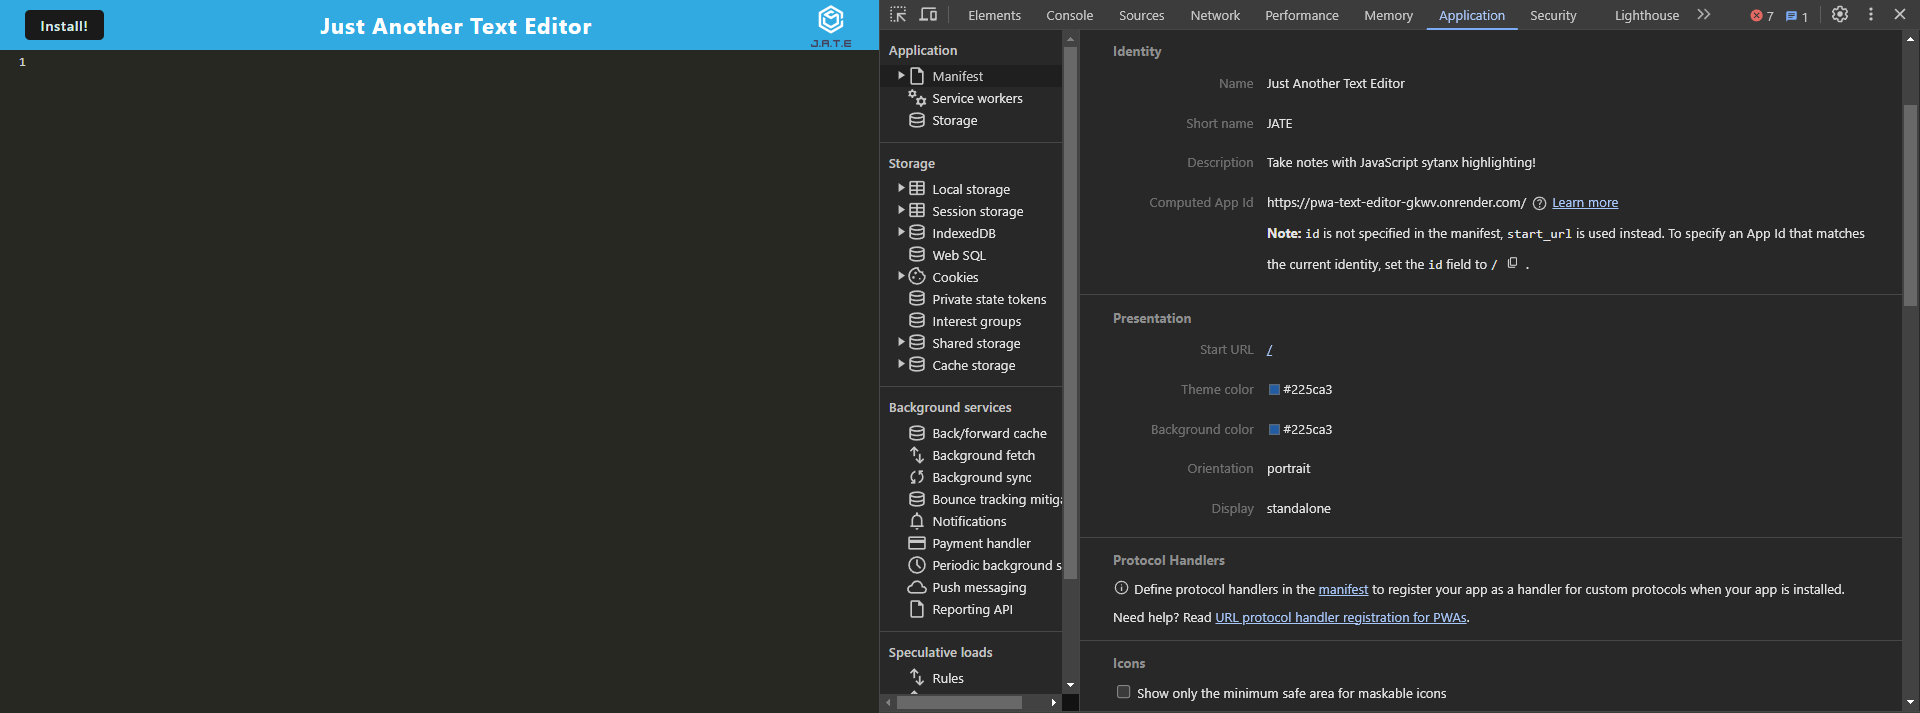 Install!
Just Another Text Editor
J.A.T.E
1
Elements Console Sources Network Performance Memory Application Security Lighthouse 7 1
Application
Manifest
Service workers
Storage
Storage
Local storage
Session storage
IndexedDB
Web SQL
Cookies
Private state tokens
Interest groups
Shared storage
Cache storage
Background services
Back/forward cache
Background fetch
Background sync
Bounce tracking mitiga
Notifications
Payment handler
Periodic background s
Push messaging
Reporting API
Speculative loads
Rules
Identity
Name Just Another Text Editor
Short name JATE
Description Take notes with JavaScript sytanx highlighting!
Computed App Id https://pwa-text-editor-gkwv.onrender.com/ Learn more
Note: id is not specified in the manifest, start_url is used instead. To specify an App Id that matches
the current identity, set the id field to / .
Presentation
Start URL /
Theme color #225ca3
Background color #225ca3
Orientation portrait
Display standalone
Protocol Handlers
Define protocol handlers in the manifest to register your app as a handler for custom protocols when your app is installed.
Need help? Read URL protocol handler registration for PWAs.
Icons
Show only the minimum safe area for maskable icons